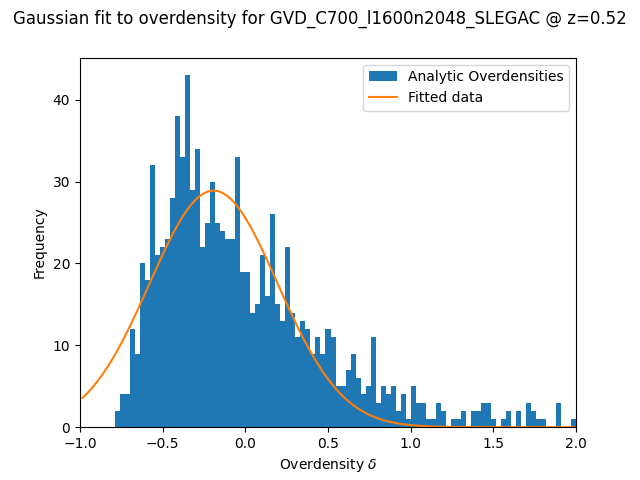 Gaussian fit to overdensity for GVD_C700_l1600n2048_SLEGAC @ z=0.52
Analytic Overdensities
Fitted data
Frequency
40
30
20
10
0
−1.0 −0.5 0.0 0.5 1.0 1.5 2.0
Overdensity δ